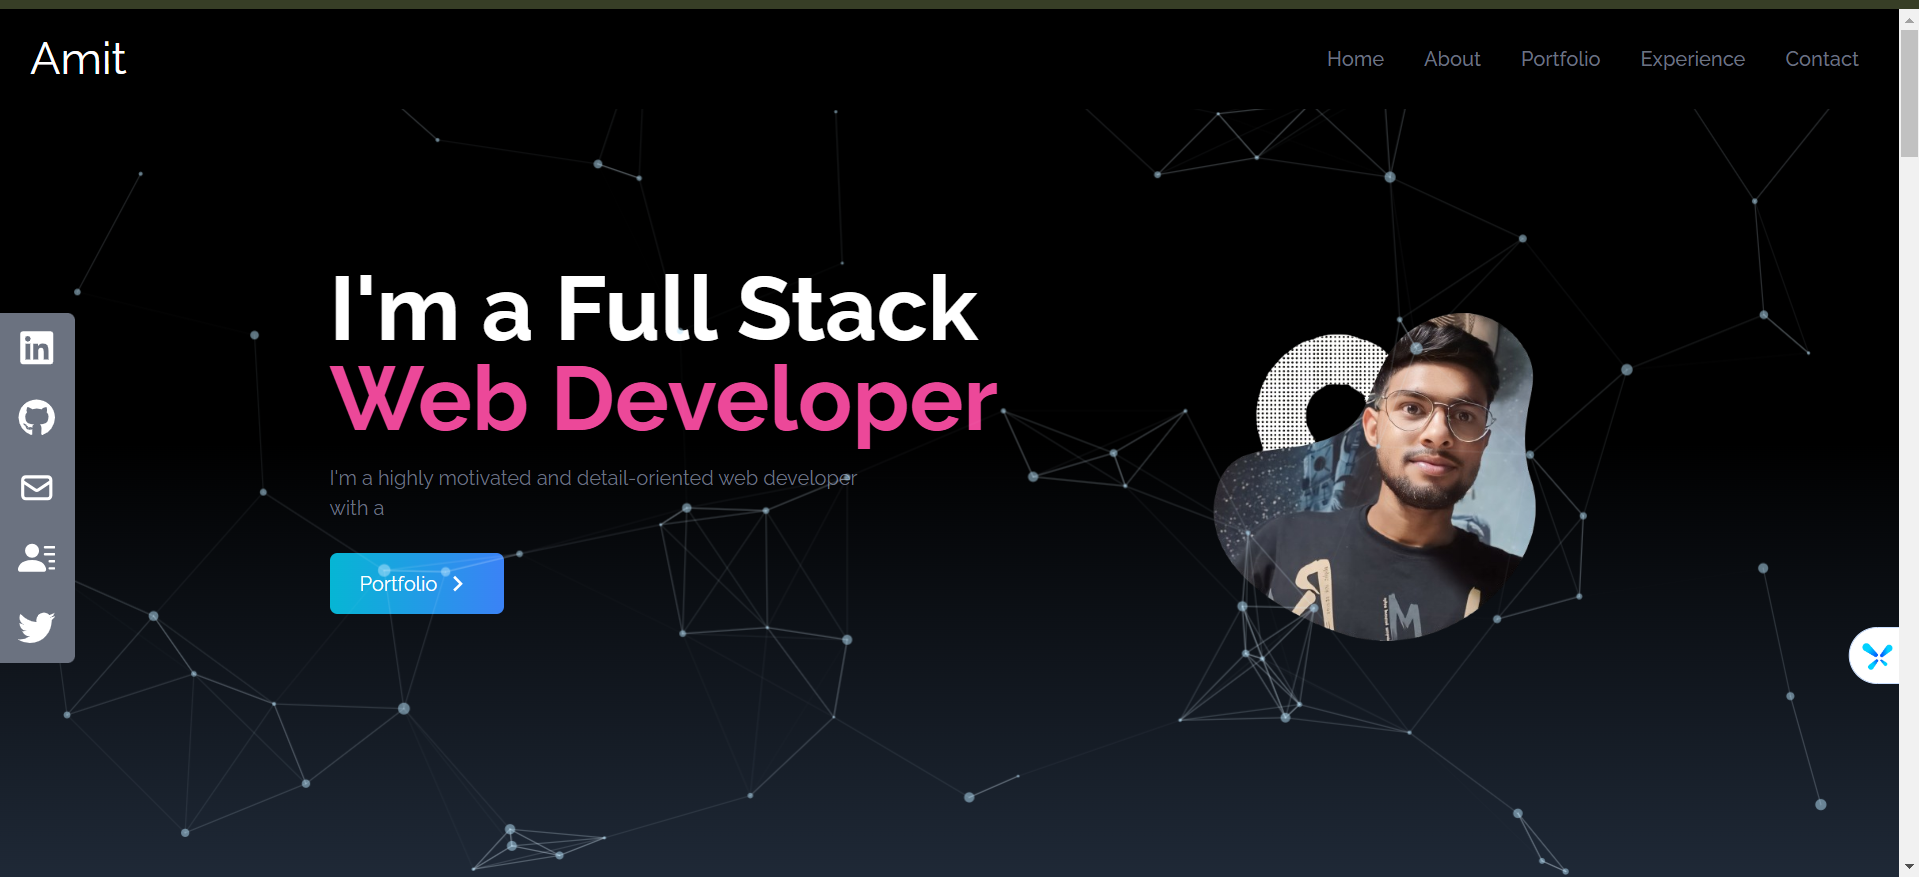 Amit
Home
About
Portfolio
Experience
Contact
I'm a Full Stack
Web Developer
I'm a highly motivated and detail-oriented web developer
with a
Portfolio
in
M